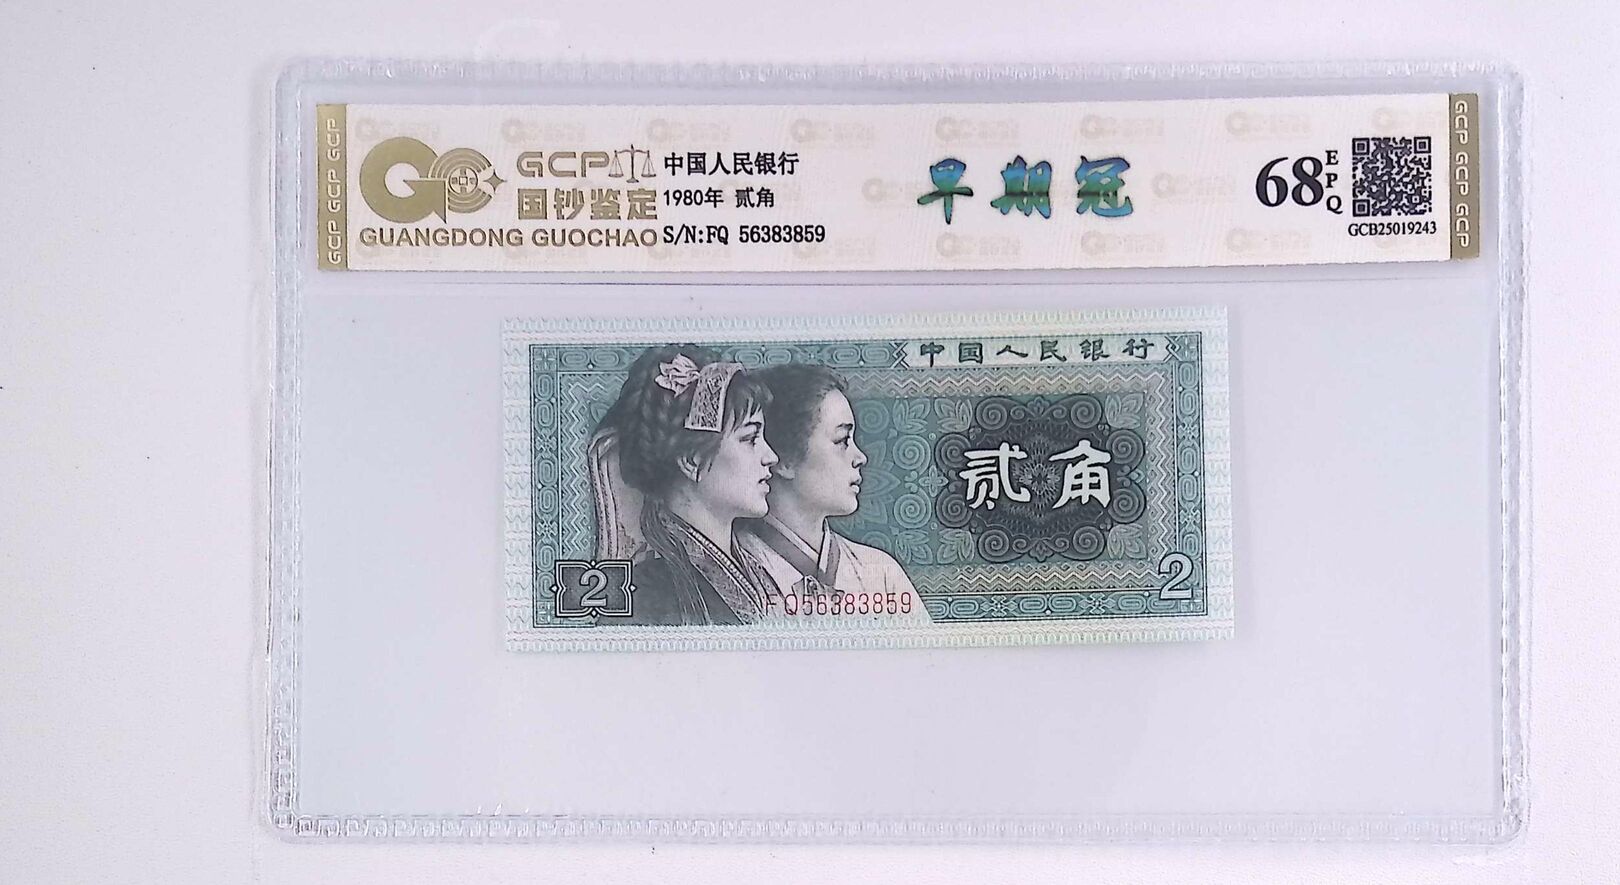 GCP GCP GCP
GCP 中国人民银行
国钞鉴定 1980年 贰角
GUANGDONG GUOCHAO S/N:FQ 56383859
早期冠
68 EPQ
GCB25019243
GCP GCP GCP
中国人民银行
贰角
2
2
FQ56383859